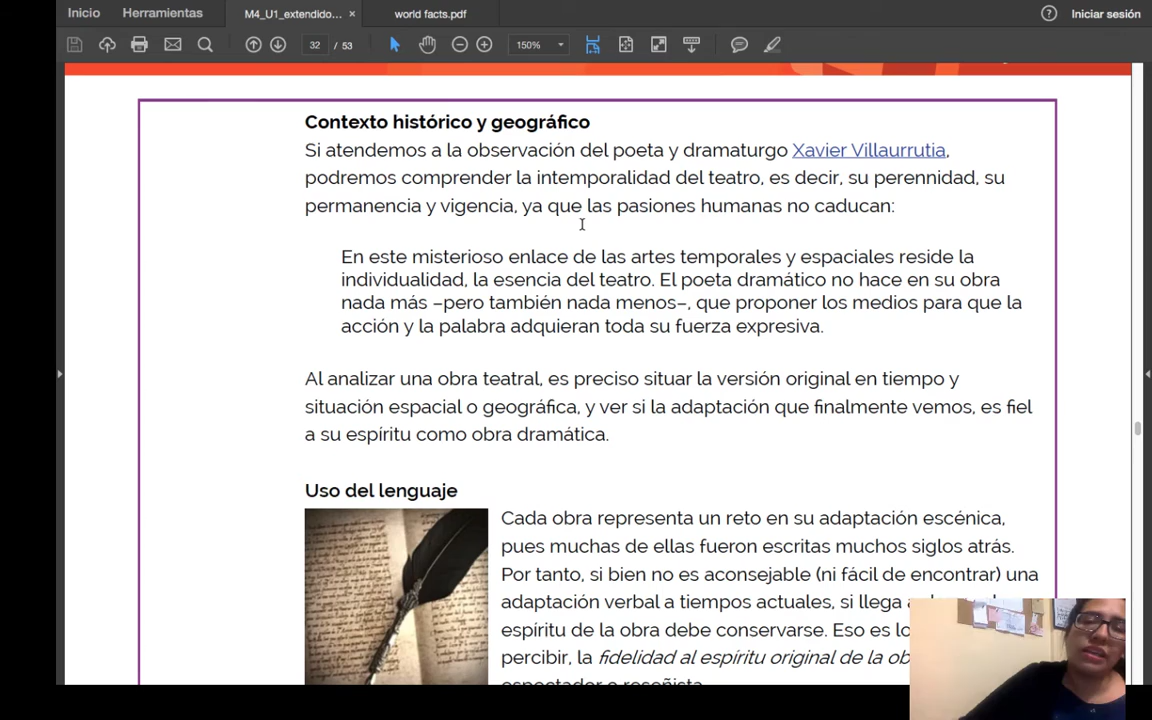 Inicio Herramientas M4_U1_extendido... × world facts.pdf ? Iniciar sesión
32 / 53 150%
Contexto histórico y geográfico
Si atendemos a la observación del poeta y dramaturgo Xavier Villaurrutia,
podremos comprender la intemporalidad del teatro, es decir, su perennidad, su
permanencia y vigencia, ya que las pasiones humanas no caducan:
En este misterioso enlace de las artes temporales y espaciales reside la
individualidad, la esencia del teatro. El poeta dramático no hace en su obra
nada más –pero también nada menos–, que proponer los medios para que la
acción y la palabra adquieran toda su fuerza expresiva.
Al analizar una obra teatral, es preciso situar la versión original en tiempo y
situación espacial o geográfica, y ver si la adaptación que finalmente vemos, es fiel
a su espíritu como obra dramática.
Uso del lenguaje
Cada obra representa un reto en su adaptación escénica,
pues muchas de ellas fueron escritas muchos siglos atrás.
Por tanto, si bien no es aconsejable (ni fácil de encontrar) una
adaptación verbal a tiempos actuales, si llega
espíritu de la obra debe conservarse. Eso es lo
percibir, la fidelidad al espíritu original de la
espectador o reseñista